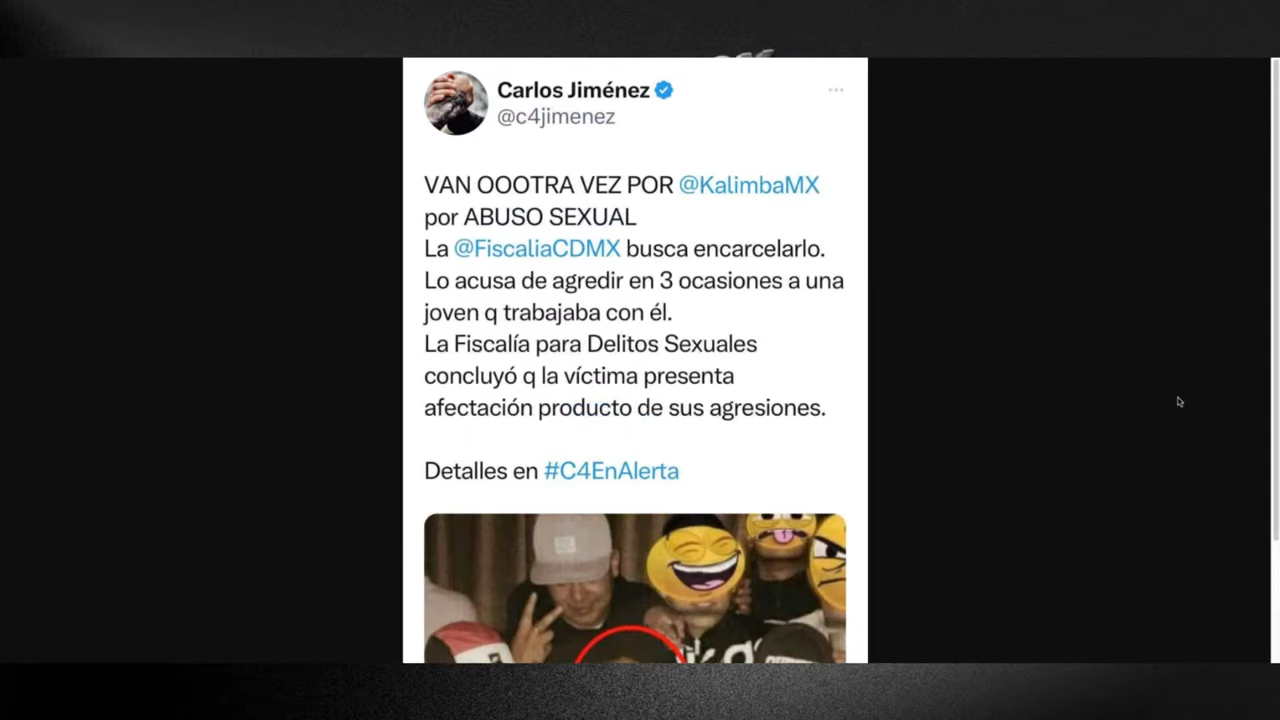 Carlos Jiménez
@c4jimenez
VAN OOOTRA VEZ POR @KalimbaMX
por ABUSO SEXUAL
La @FiscaliaCDMX busca encarcelarlo.
Lo acusa de agredir en 3 ocasiones a una
joven q trabajaba con él.
La Fiscalía para Delitos Sexuales
concluyó q la víctima presenta
afectación producto de sus agresiones.
Detalles en #C4EnAlerta